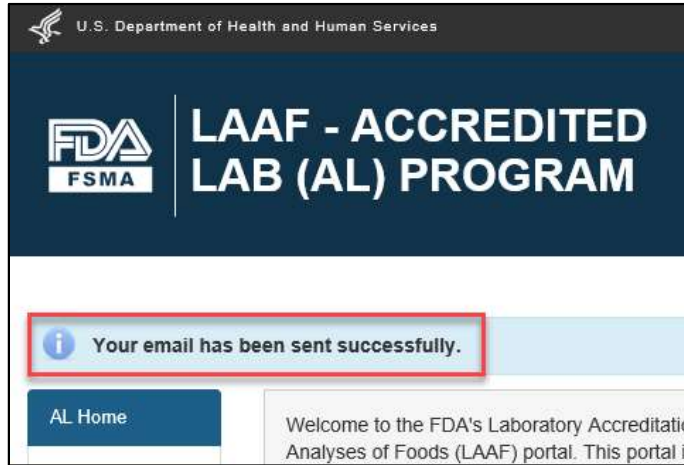 U.S. Department of Health and Human Services
FDA
FSMA
LAAF - ACCREDITED
LAB (AL) PROGRAM
Your email has been sent successfully.
AL Home
Welcome to the FDA's Laboratory
Analyses of Foods (LAAF) portal. This portal